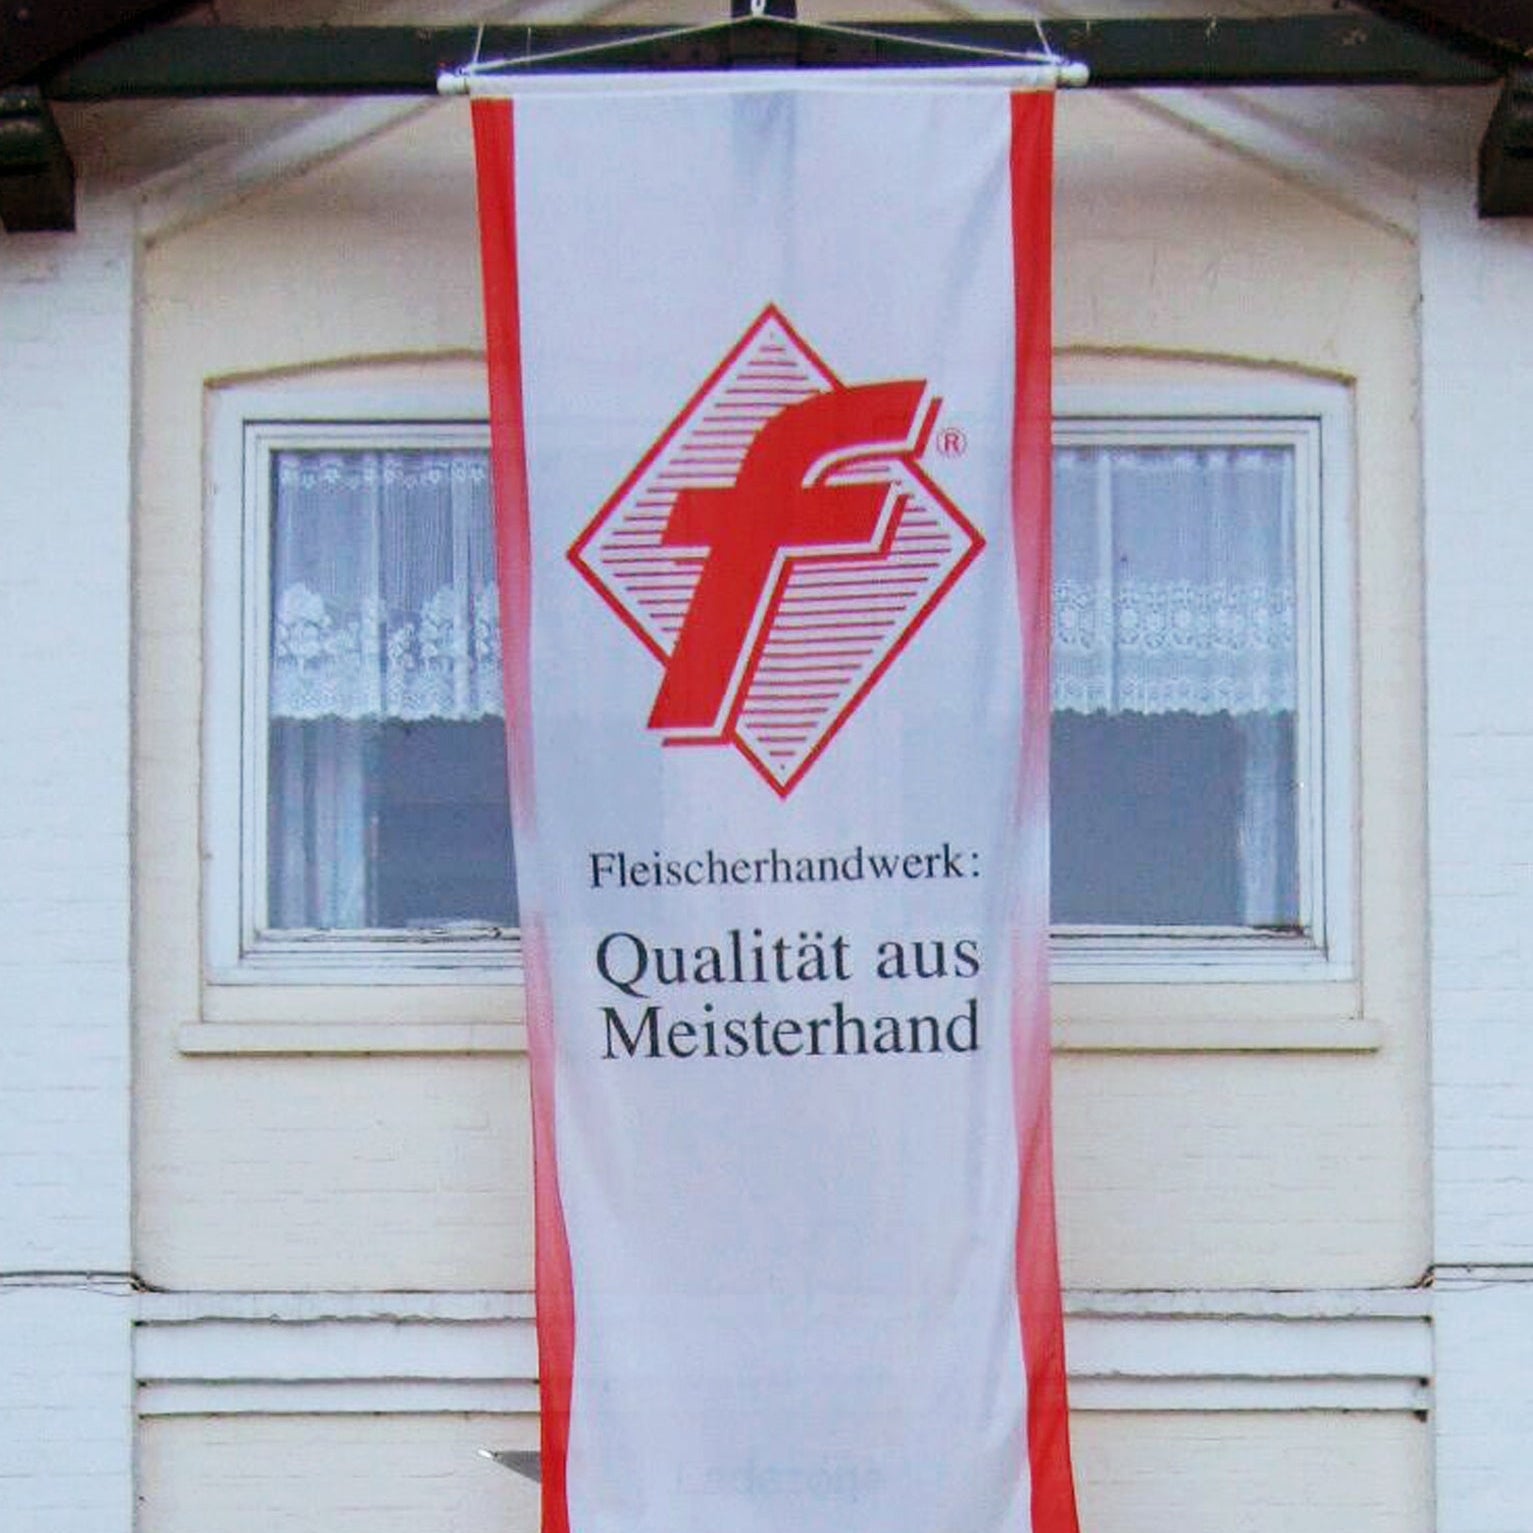 f®
Fleischerhandwerk:
Qualität aus
Meisterhand